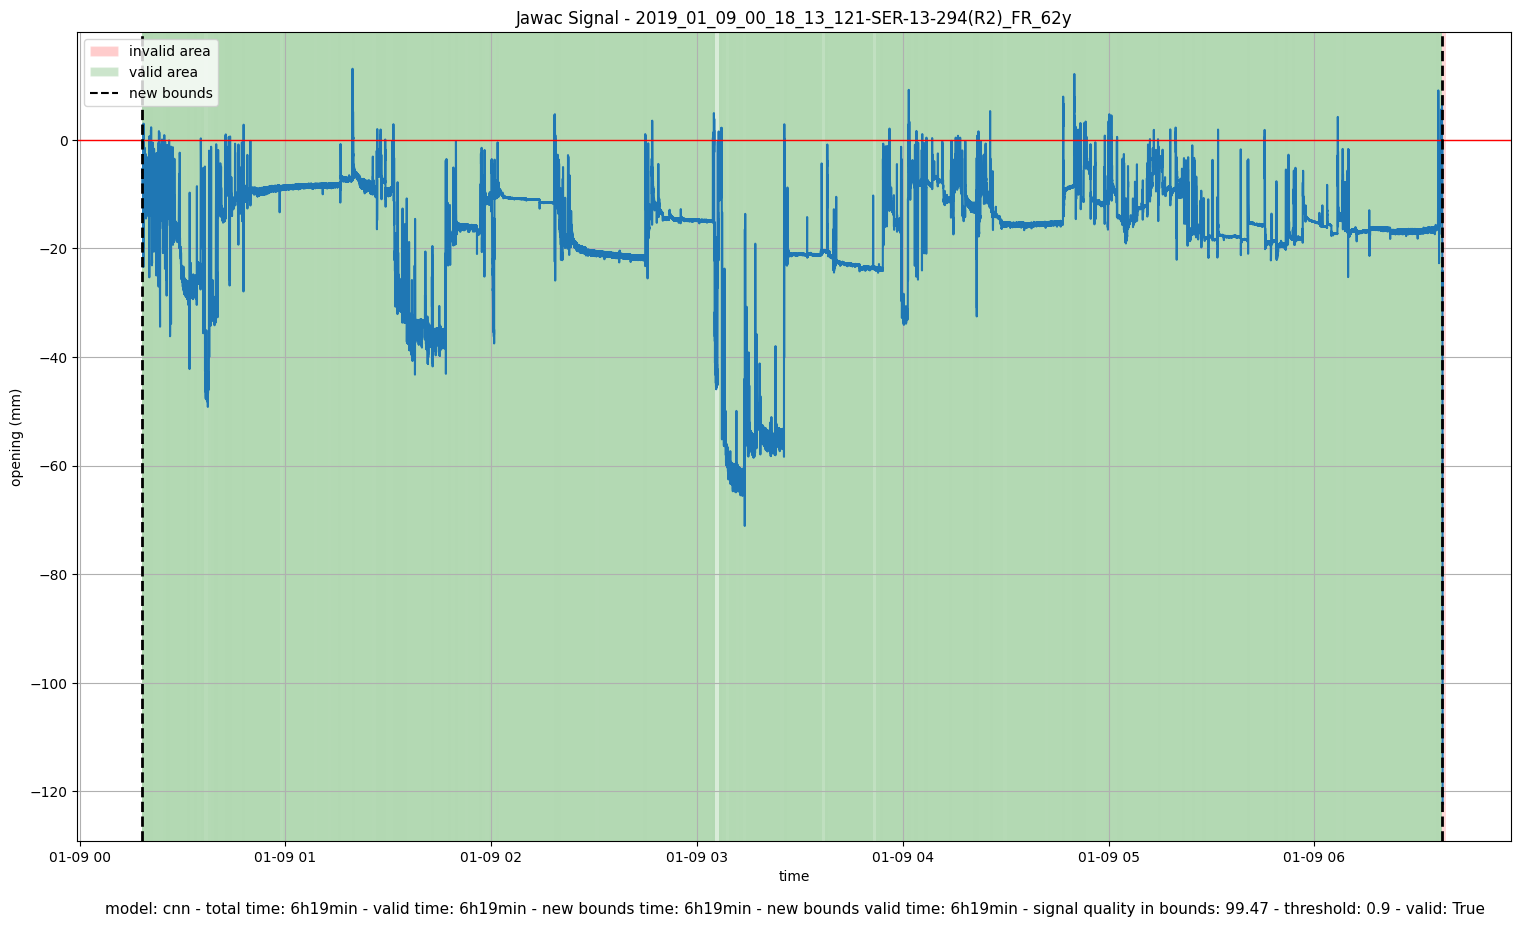 Jawac Signal - 2019_01_09_00_18_13_121-SER-13-294(R2)_FR_62y
invalid area
valid area
new bounds
0
−20
−40
−60
−80
−100
−120
opening (mm)
01-09 00
01-09 01
01-09 02
01-09 03
01-09 04
01-09 05
01-09 06
time
model: cnn - total time: 6h19min - valid time: 6h19min - new bounds time: 6h19min - new bounds valid time: 6h19min - signal quality in bounds: 99.47 - threshold: 0.9 - valid: True